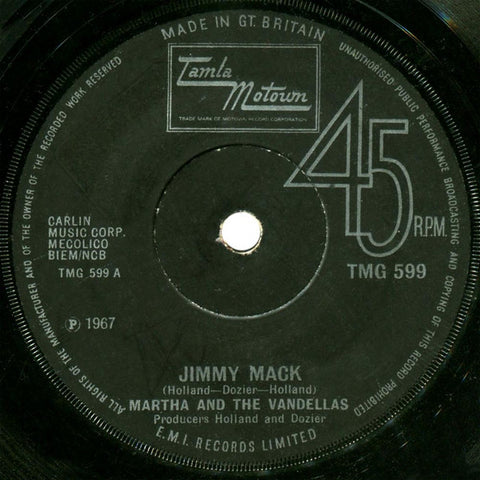 MADE IN GT. BRITAIN
Tamla
Motown
TRADE MARK OF MOTOWN RECORD CORPORATION
45
R.P.M.
TMG 599
CARLIN
MUSIC CORP.
MECOLICO
BIEM/NCB
TMG 599 A
Ⓟ 1967
JIMMY MACK
(Holland—Dozier—Holland)
MARTHA AND THE VANDELLAS
Producers Holland and Dozier
E.M.I. RECORDS LIMITED
ALL RIGHTS OF THE MANUFACTURER AND OF THE OWNER OF THE RECORDED WORK RESERVED
UNAUTHORISED PUBLIC PERFORMANCE BROADCASTING AND COPYING OF THIS RECORD PROHIBITED